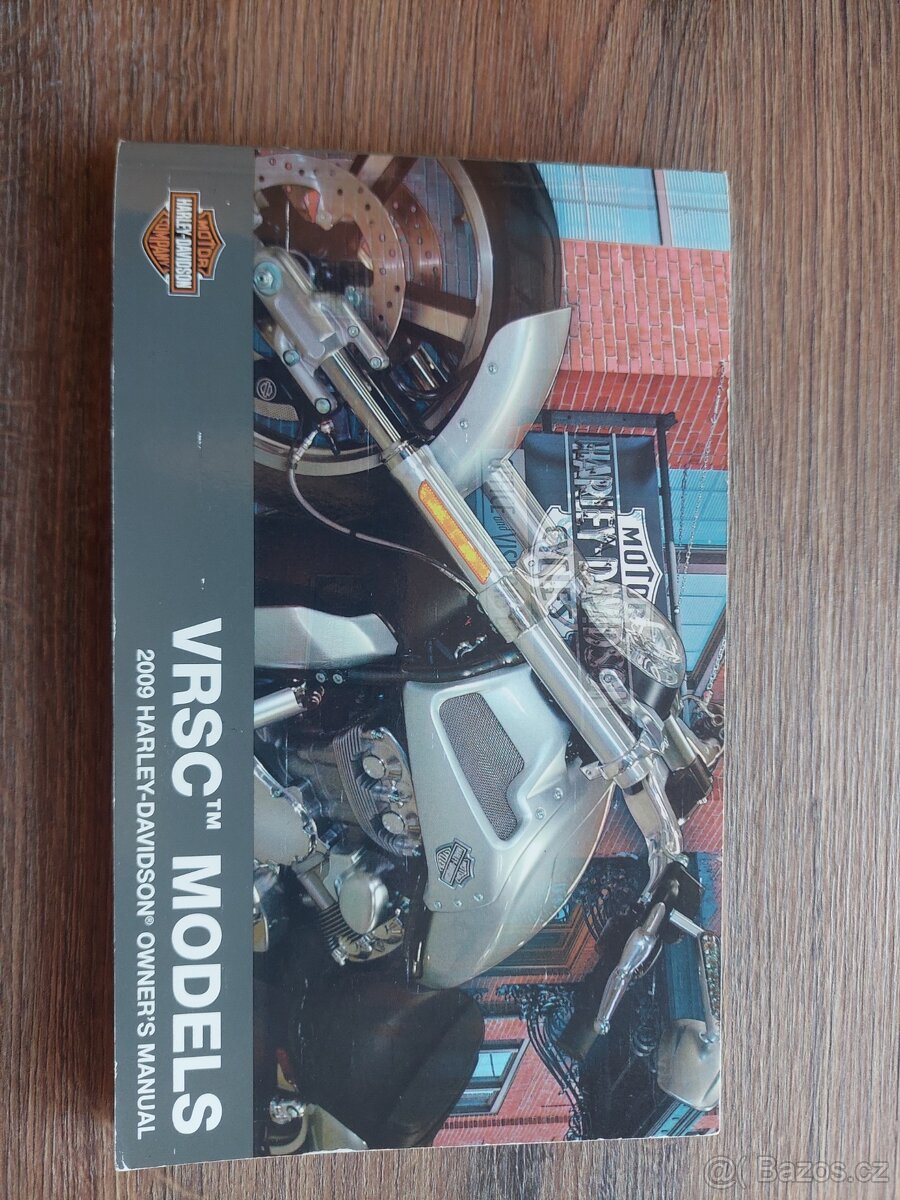 MOTOR
HARLEY-DAVIDSON
COMPANY
VRSC™ MODELS
2009 HARLEY-DAVIDSON® OWNER'S MANUAL
HARLEY-DAVIDSON
MOTOR
@( Bazos.cz